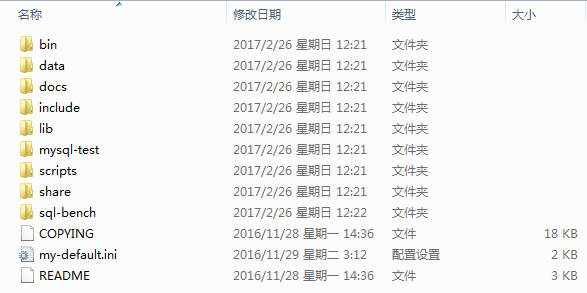 名称 修改日期 类型 大小
bin 2017/2/26 星期日 12:21 文件夹
data 2017/2/26 星期日 12:21 文件夹
docs 2017/2/26 星期日 12:21 文件夹
include 2017/2/26 星期日 12:21 文件夹
lib 2017/2/26 星期日 12:21 文件夹
mysql-test 2017/2/26 星期日 12:21 文件夹
scripts 2017/2/26 星期日 12:21 文件夹
share 2017/2/26 星期日 12:21 文件夹
sql-bench 2017/2/26 星期日 12:22 文件夹
COPYING 2016/11/28 星期一 14:36 文件 18 KB
my-default.ini 2016/11/29 星期二 3:12 配置设置 2 KB
README 2016/11/28 星期一 14:36 文件 3 KB